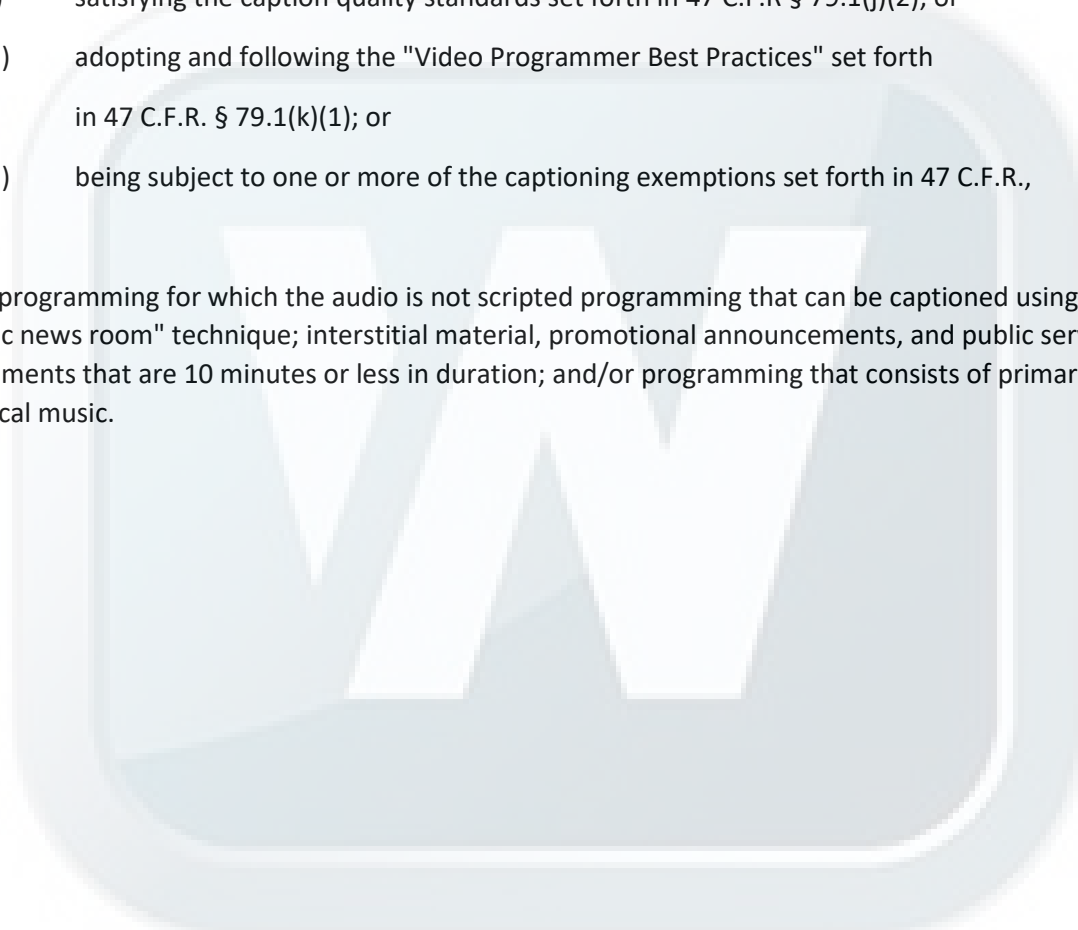 ) satisfying the caption quality standards set forth in 47 C.F.R § 79.1(j)(2); or
) adopting and following the "Video Programmer Best Practices" set forth
in 47 C.F.R. § 79.1(k)(1); or
) being subject to one or more of the captioning exemptions set forth in 47 C.F.R.,
programming for which the audio is not scripted programming that can be captioned using
c news room" technique; interstitial material, promotional announcements, and public ser
ments that are 10 minutes or less in duration; and/or programming that consists of primar
cal music.
W